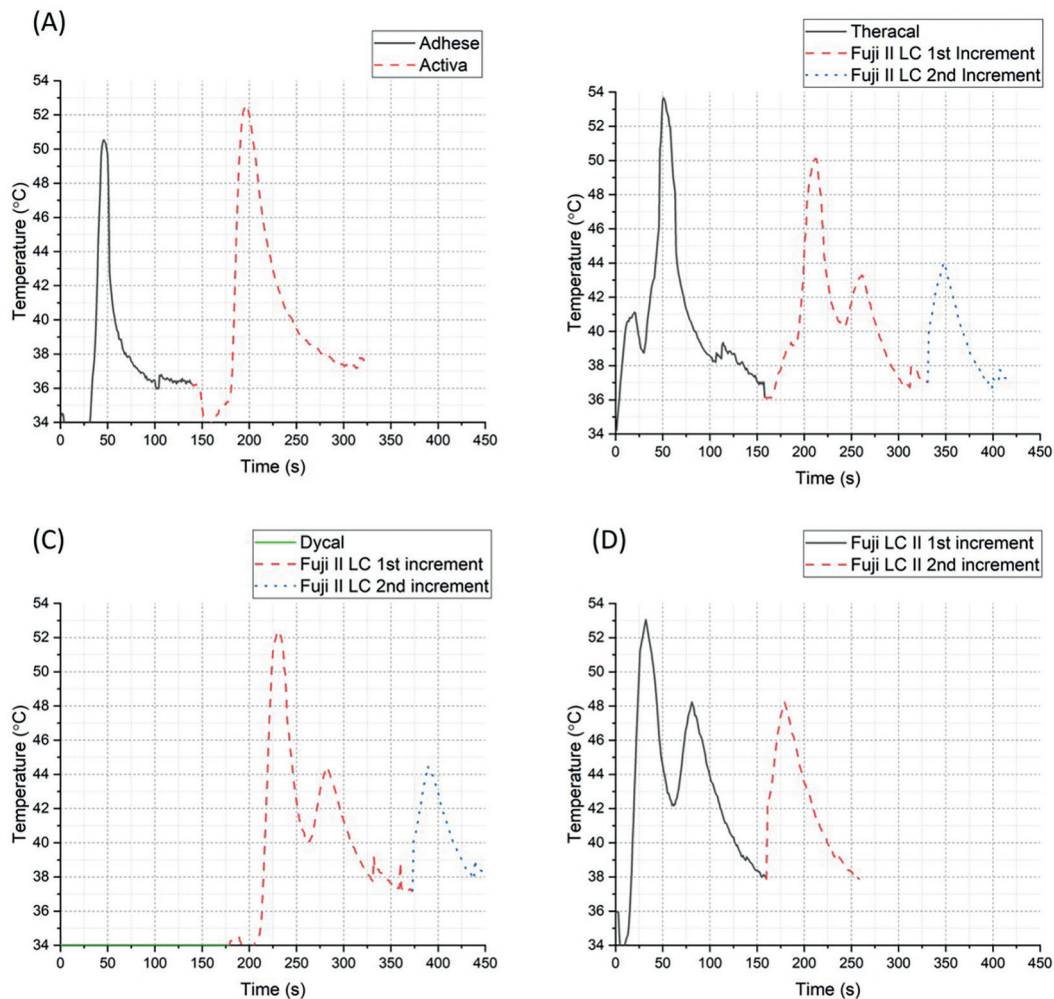 (A)
Adhese
Activa
54
52
50
48
46
44
42
40
38
36
34
Temperature (°C)
0 50 100 150 200 250 300 350 400 450
Time (s)
Theracal
Fuji II LC 1st Increment
Fuji II LC 2nd Increment
54
52
50
48
46
44
42
40
38
36
34
Temperature (°C)
0 50 100 150 200 250 300 350 400 450
Time (s)
(C)
Dycal
Fuji II LC 1st increment
Fuji II LC 2nd increment
54
52
50
48
46
44
42
40
38
36
34
Temperature (°C)
0 50 100 150 200 250 300 350 400 450
Time (s)
(D)
Fuji LC II 1st increment
Fuji LC II 2nd increment
54
52
50
48
46
44
42
40
38
36
34
Temperature (°C)
0 50 100 150 200 250 300 350 400 450
Time (s)